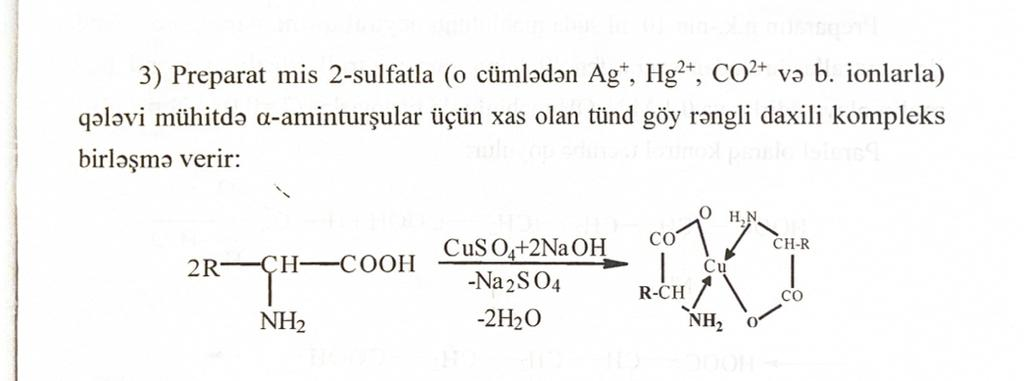 3) Preparat mis 2-sulfatla (o cümlədən Ag⁺, Hg²⁺, CO²⁺ və b. ionlarla)
qələvi mühitdə α-aminturşular üçün xas olan tünd göy rəngli daxili kompleks
birləşmə verir:
2R—CH—COOH
NH₂
CuSO₄+2NaOH
-Na₂SO₄
-2H₂O
O H₂N
CO CH-R
Cu
R-CH CO
NH₂ O